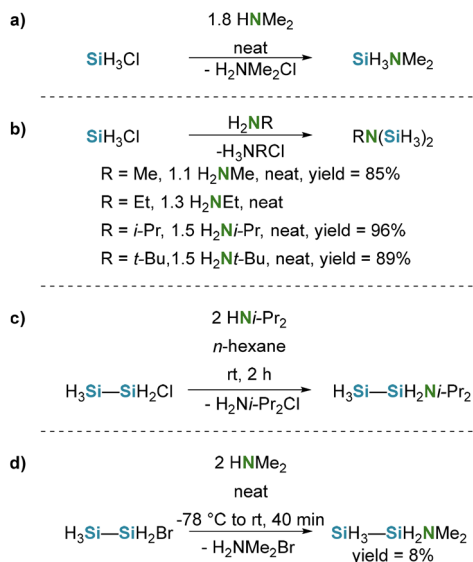 a)
1.8 HNMe₂
neat
SiH₃Cl
- H₂NMe₂Cl
SiH₃NMe₂
b)
H₂NR
SiH₃Cl
-H₃NRCl
RN(SiH₃)₂
R = Me, 1.1 H₂NMe, neat, yield = 85%
R = Et, 1.3 H₂NEt, neat
R = i-Pr, 1.5 H₂Ni-Pr, neat, yield = 96%
R = t-Bu,1.5 H₂Nt-Bu, neat, yield = 89%
c)
2 HNi-Pr₂
n-hexane
rt, 2 h
H₃Si—SiH₂Cl
- H₂Ni-Pr₂Cl
H₃Si—SiH₂Ni-Pr₂
d)
2 HNMe₂
neat
-78 °C to rt, 40 min
H₃Si—SiH₂Br
- H₂NMe₂Br
SiH₃—SiH₂NMe₂
yield = 8%